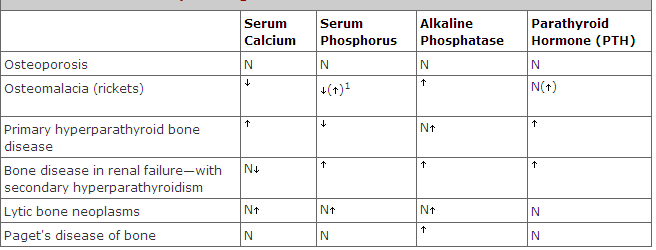 Serum Calcium Serum Phosphorus Alkaline Phosphatase Parathyroid Hormone (PTH)
Osteoporosis N N N N
Osteomalacia (rickets) ↓ ↓(↑)¹ ↑ N(↑)
Primary hyperparathyroid bone disease ↑ ↓ N↑ ↑
Bone disease in renal failure—with secondary hyperparathyroidism N↓ ↑ ↑ ↑
Lytic bone neoplasms N↑ N↑ N↑ N
Paget's disease of bone N N ↑ N